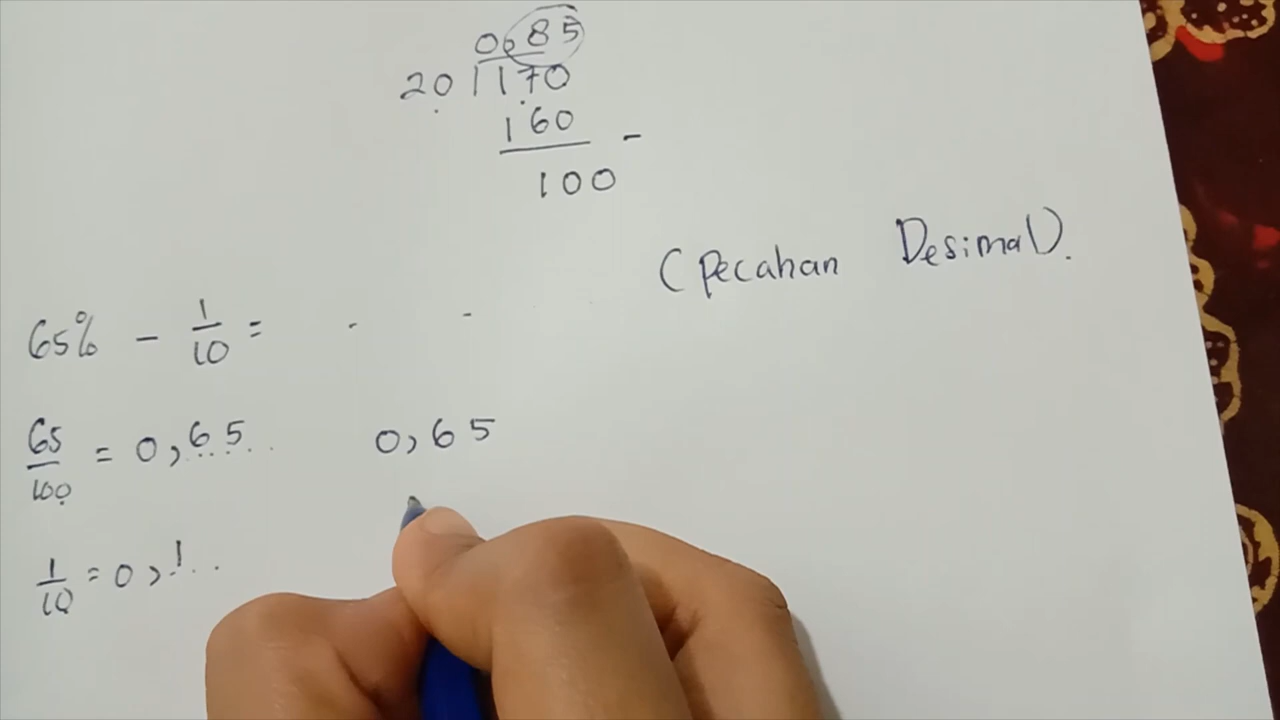 0,85
20 1170
160 -
100
(Pecahan Desimal).
65% - 1/10 =
65/100 = 0,65 0,65
1/10 = 0,1